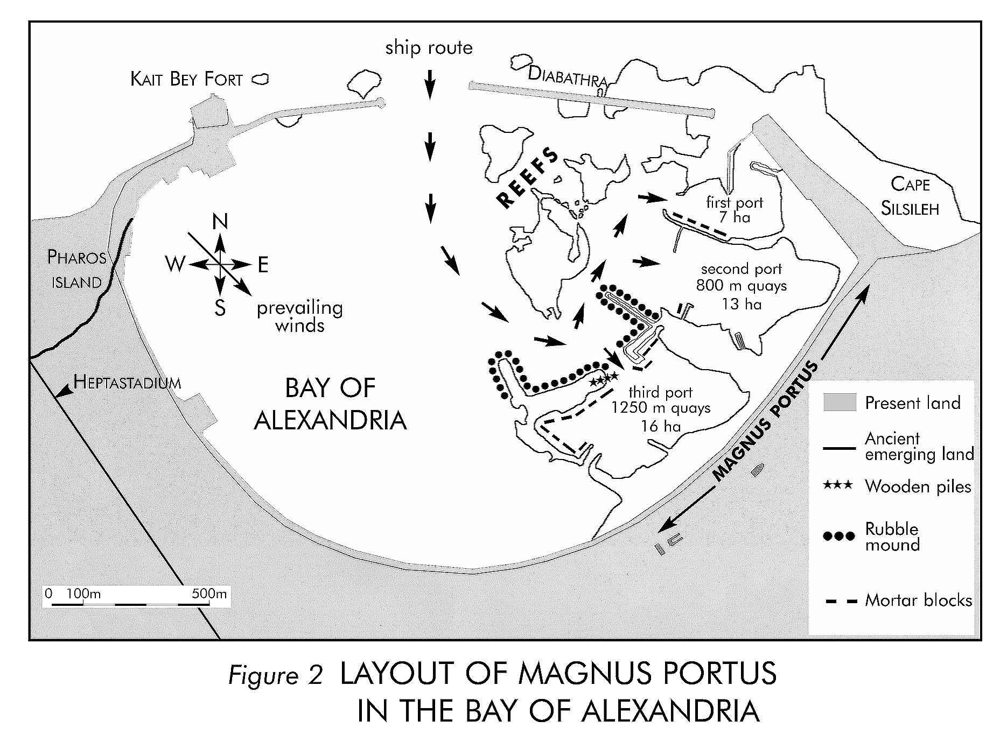 ship route
KAIT BEY FORT
DIABATHRA
REEFS
CAPE
SILSILEH
first port
7 ha
N
W E
S
prevailing
winds
PHAROS
ISLAND
second port
800 m quays
13 ha
HEPTASTADIUM
BAY OF
ALEXANDRIA
third port
1250 m quays
16 ha
MAGNUS PORTUS
Present land
Ancient
emerging land
Wooden piles
Rubble
mound
Mortar blocks
0 100m 500m
Figure 2 LAYOUT OF MAGNUS PORTUS
IN THE BAY OF ALEXANDRIA